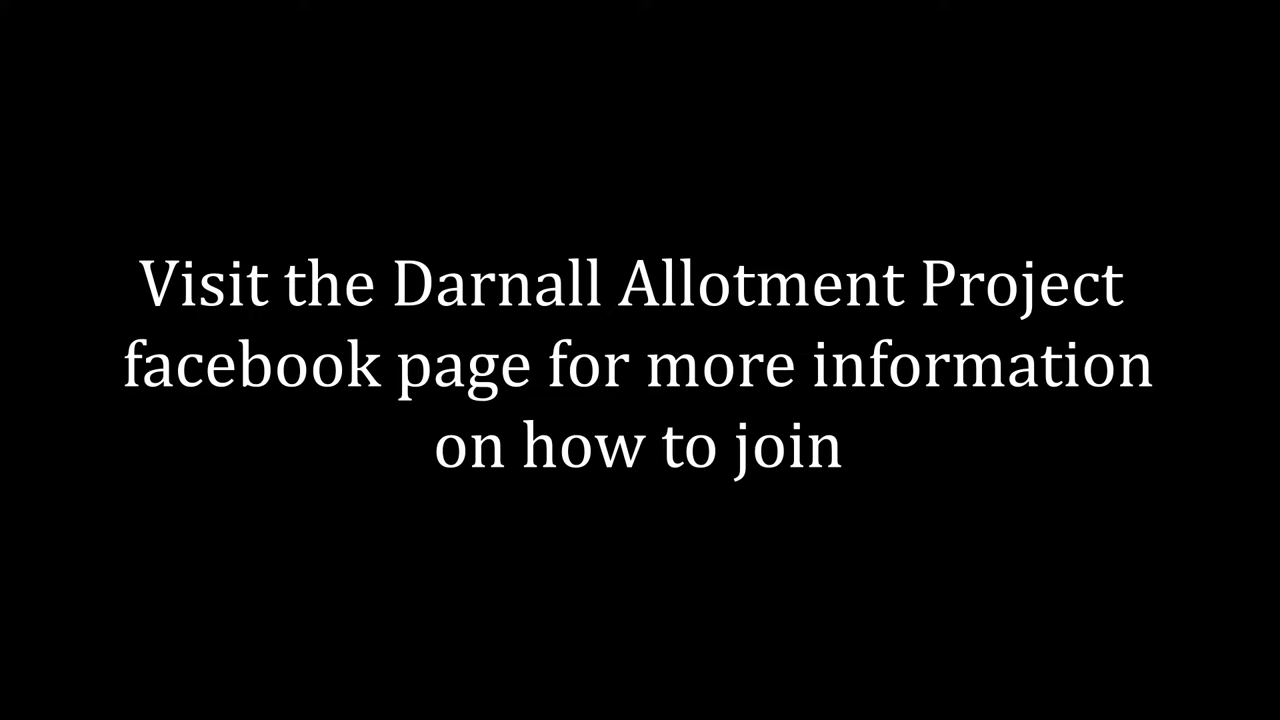 Visit the Darnall Allotment Project
facebook page for more information
on how to join